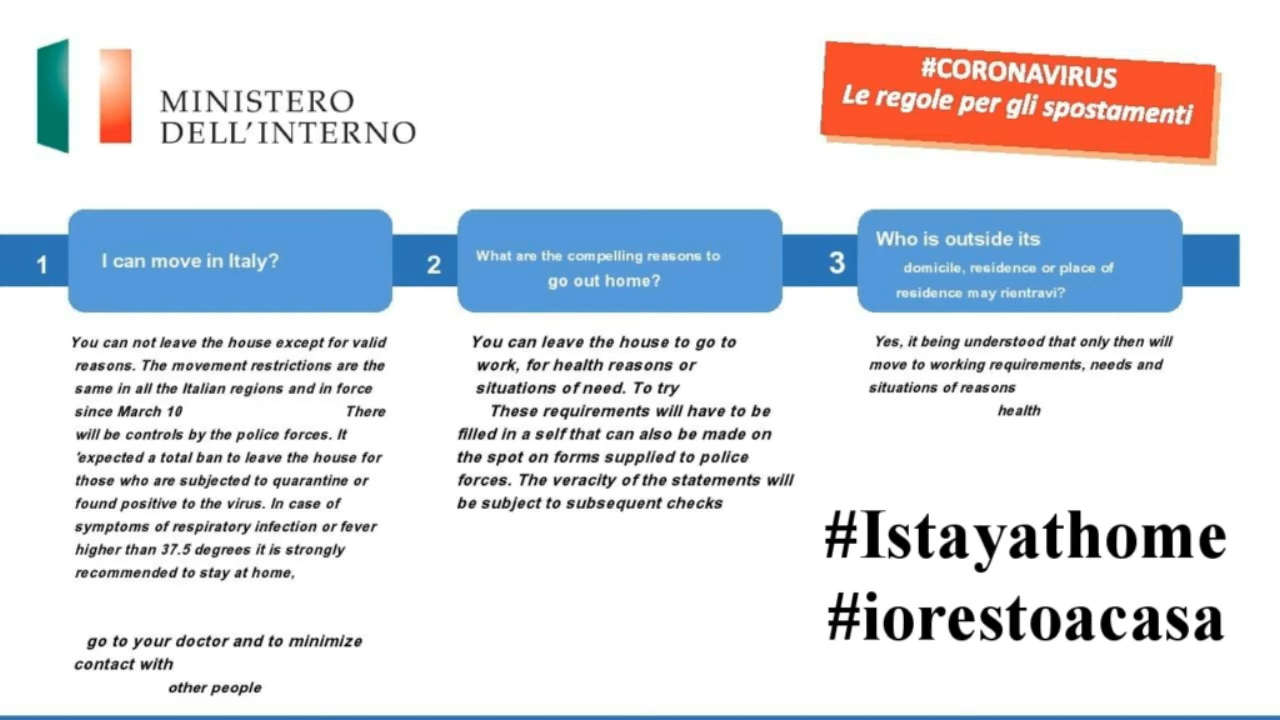 MINISTERO
DELL'INTERNO
#CORONAVIRUS
Le regole per gli spostamenti
1
I can move in Italy?
You can not leave the house except for valid
reasons. The movement restrictions are the
same in all the Italian regions and in force
since March 10 There
will be controls by the police forces. It
'expected a total ban to leave the house for
those who are subjected to quarantine or
found positive to the virus. In case of
symptoms of respiratory infection or fever
higher than 37.5 degrees it is strongly
recommended to stay at home,
go to your doctor and to minimize
contact with
other people
2
What are the compelling reasons to
go out home?
You can leave the house to go to
work, for health reasons or
situations of need. To try
These requirements will have to be
filled in a self that can also be made on
the spot on forms supplied to police
forces. The veracity of the statements will
be subject to subsequent checks
3
Who is outside its
domicile, residence or place of
residence may rientravi?
Yes, it being understood that only then will
move to working requirements, needs and
situations of reasons
health
#Istayathome
#iorestoacasa